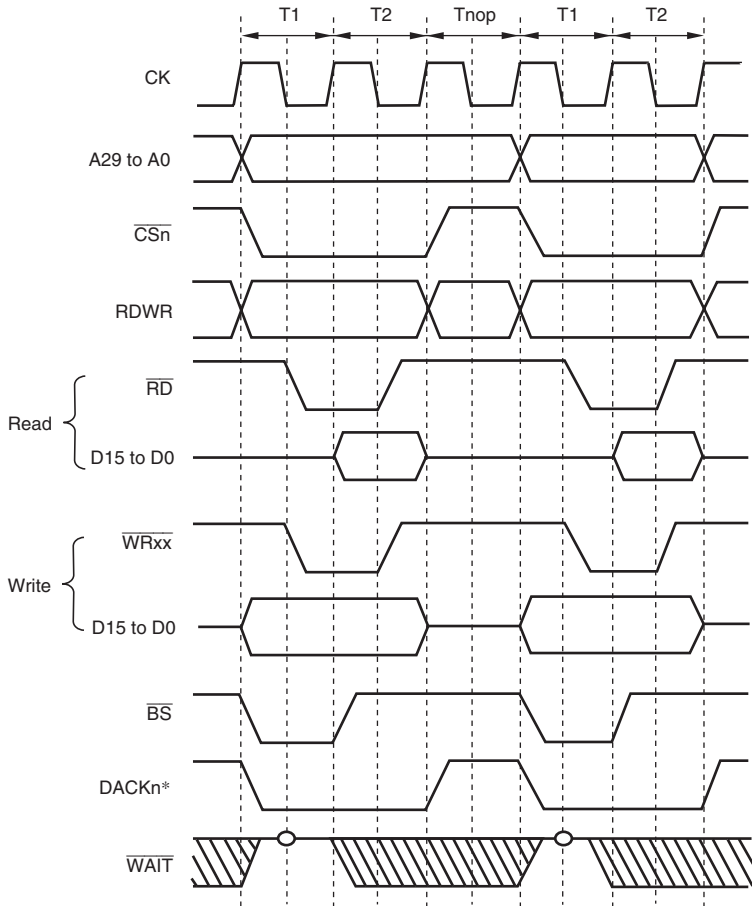 T1 T2 Tnop T1 T2
CK
A29 to A0
CSn
RDWR
RD
Read
D15 to D0
WRxx
Write
D15 to D0
BS
DACKn*
WAIT